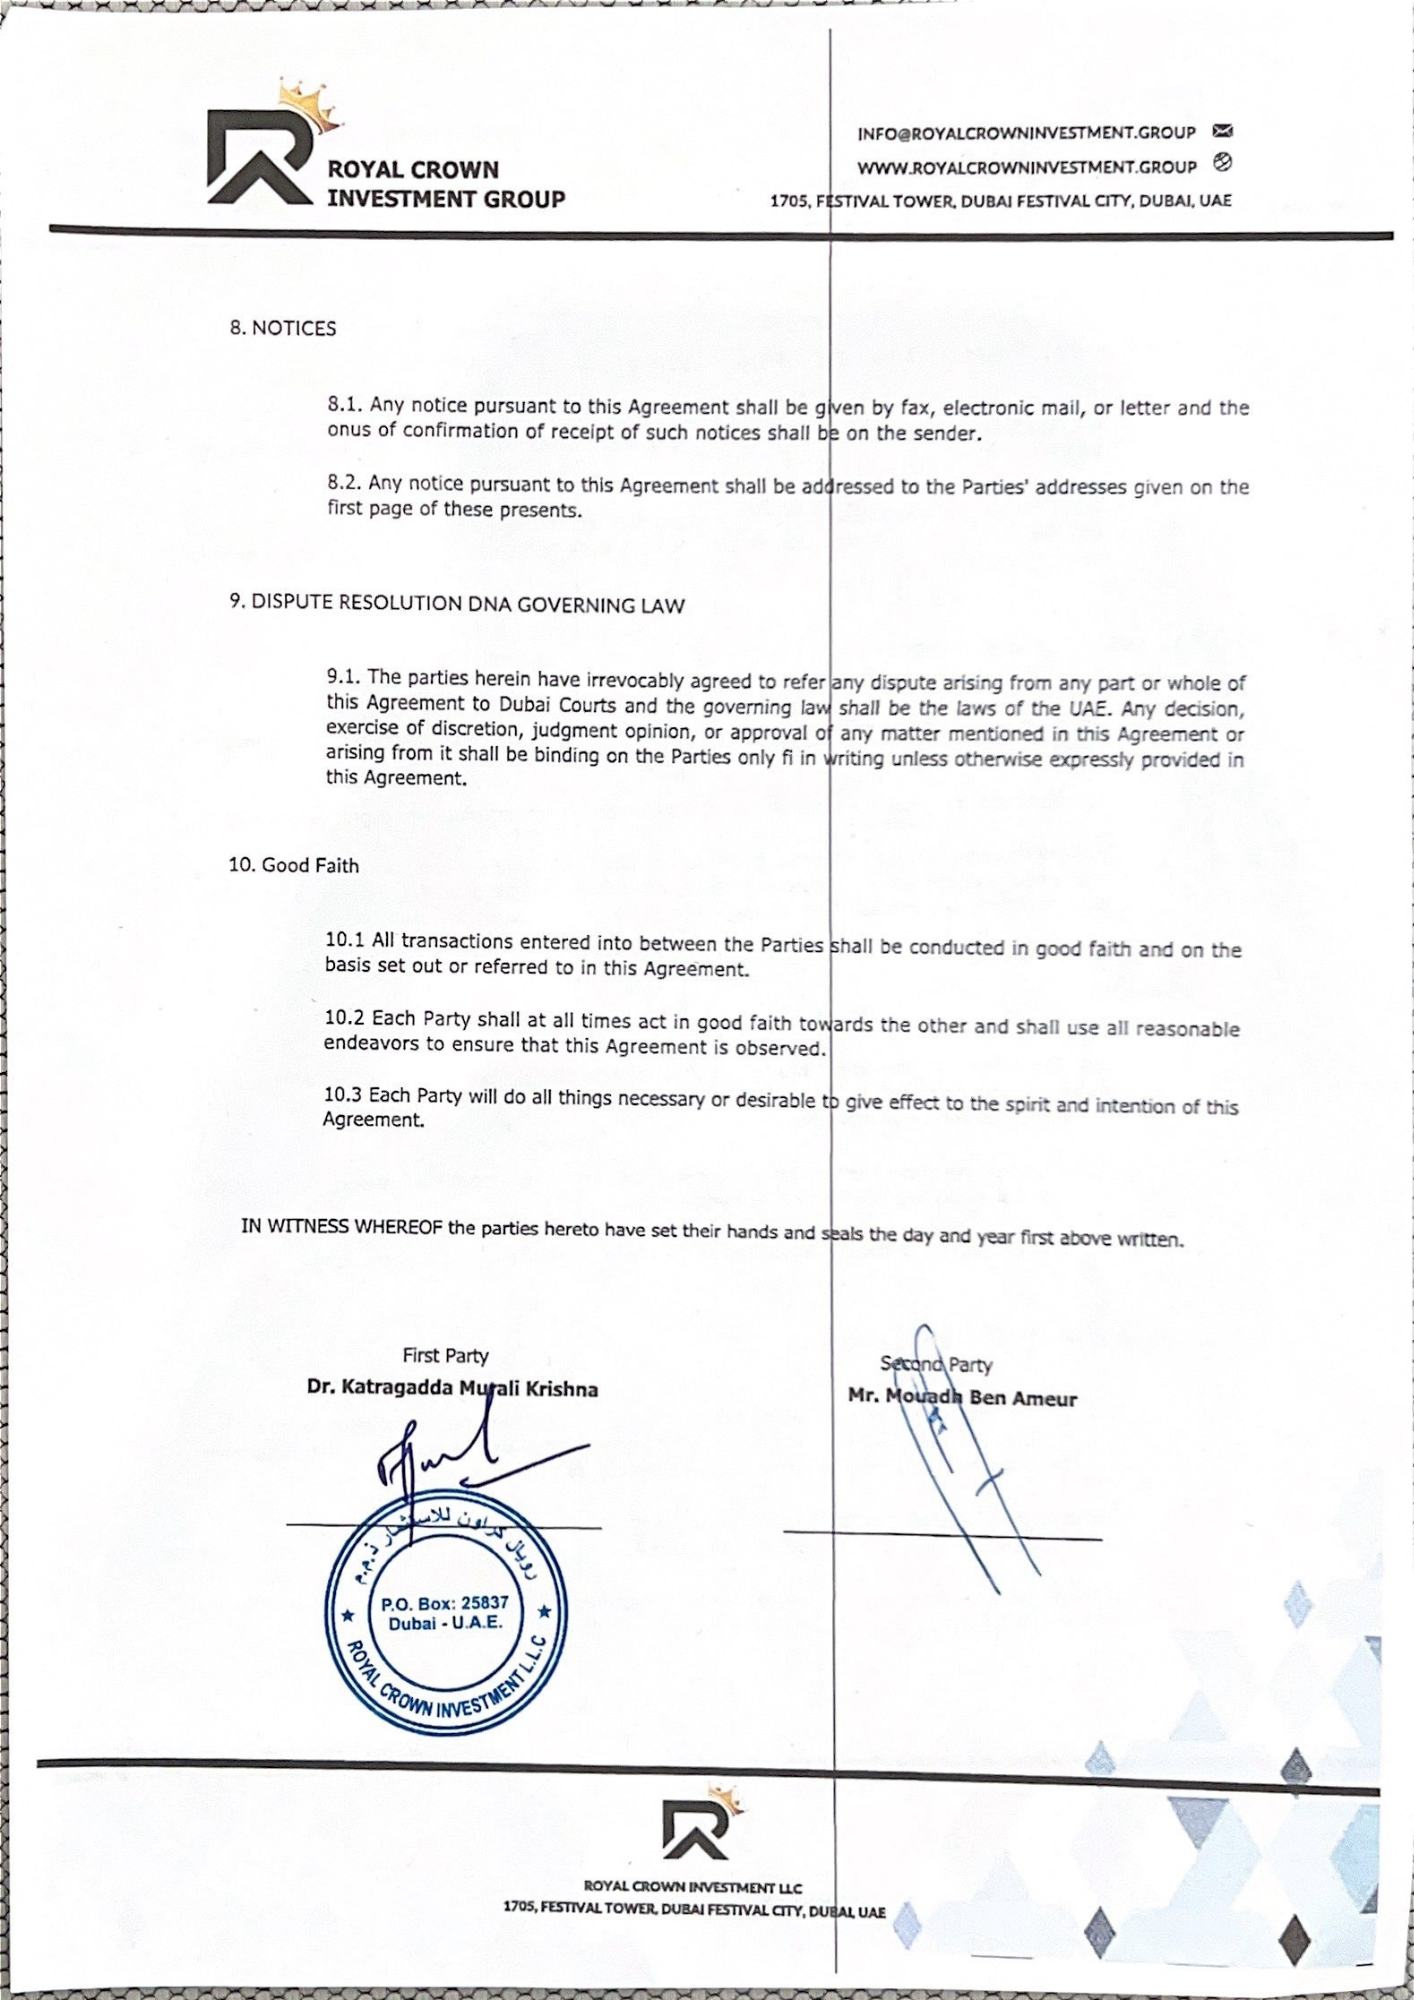 ROYAL CROWN
INVESTMENT GROUP
INFO@ROYALCROWNINVESTMENT.GROUP
WWW.ROYALCROWNINVESTMENT.GROUP
1705, FESTIVAL TOWER, DUBAI FESTIVAL CITY, DUBAI, UAE
8. NOTICES
8.1. Any notice pursuant to this Agreement shall be given by fax, electronic mail, or letter and the
onus of confirmation of receipt of such notices shall be on the sender.
8.2. Any notice pursuant to this Agreement shall be addressed to the Parties' addresses given on the
first page of these presents.
9. DISPUTE RESOLUTION DNA GOVERNING LAW
9.1. The parties herein have irrevocably agreed to refer any dispute arising from any part or whole of
this Agreement to Dubai Courts and the governing law shall be the laws of the UAE. Any decision,
exercise of discretion, judgment opinion, or approval of any matter mentioned in this Agreement or
arising from it shall be binding on the Parties only fi in writing unless otherwise expressly provided in
this Agreement.
10. Good Faith
10.1 All transactions entered into between the Parties shall be conducted in good faith and on the
basis set out or referred to in this Agreement.
10.2 Each Party shall at all times act in good faith towards the other and shall use all reasonable
endeavors to ensure that this Agreement is observed.
10.3 Each Party will do all things necessary or desirable to give effect to the spirit and intention of this
Agreement.
IN WITNESS WHEREOF the parties hereto have set their hands and seals the day and year first above written.
First Party
Dr. Katragadda Murali Krishna
Second Party
Mr. Mouadh Ben Ameur
رويال كراون للاستثمار ذ.م.م
P.O. Box: 25837
Dubai - U.A.E.
ROYAL CROWN INVESTMENT L.L.C
ROYAL CROWN INVESTMENT LLC
1705, FESTIVAL TOWER, DUBAI FESTIVAL CITY, DUBAI, UAE